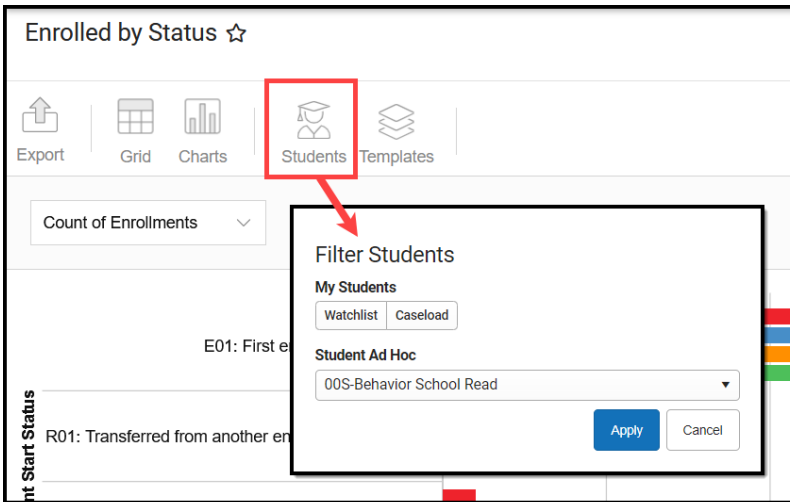 Enrolled by Status
Export
Grid
Charts
Students
Templates
Count of Enrollments
Filter Students
My Students
Watchlist
Caseload
Student Ad Hoc
00S-Behavior School Read
Apply
Cancel
E01: First e
R01: Transferred from another en
nt Start Status